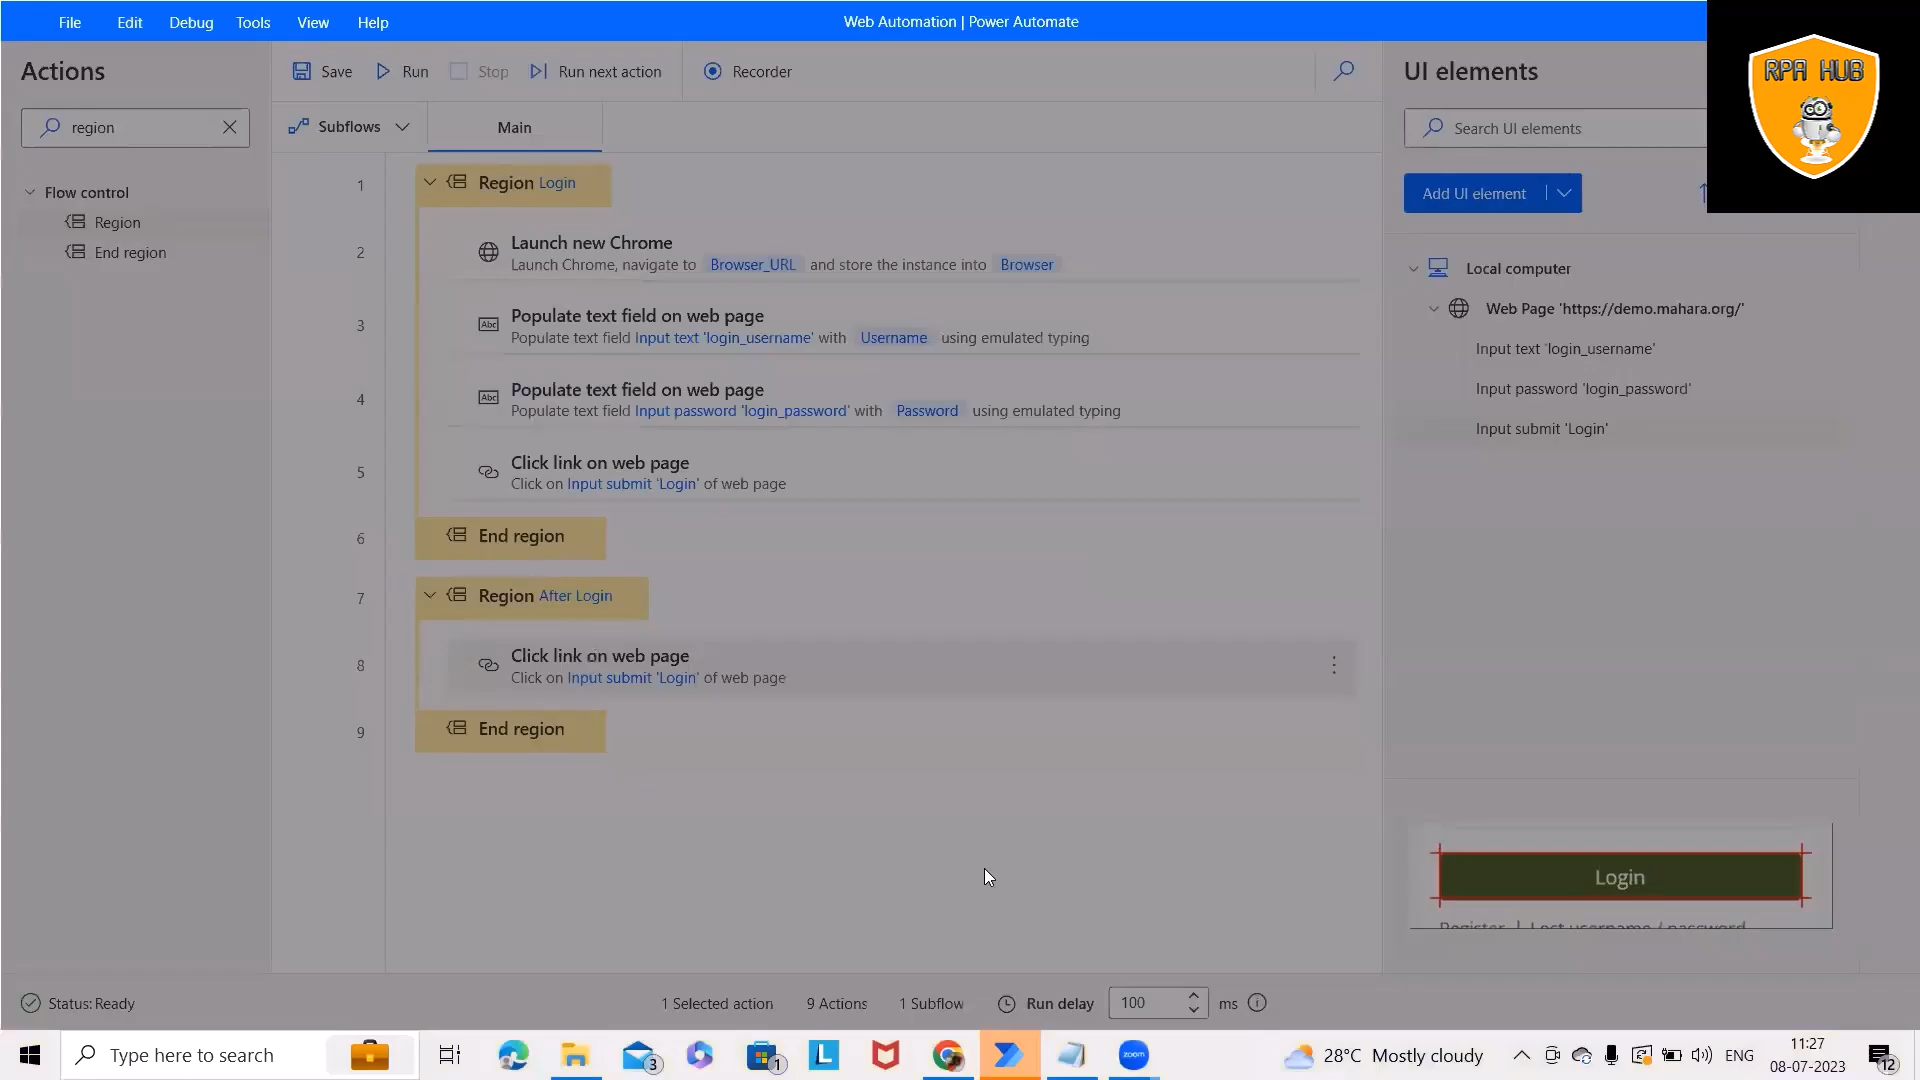 File Edit Debug Tools View Help
Web Automation | Power Automate
RPA HUB
Actions
region
Flow control
Region
End region
Save Run Stop Run next action Recorder
Subflows Main
1 Region Login
2 Launch new Chrome
Launch Chrome, navigate to Browser_URL and store the instance into Browser
3 Populate text field on web page
Populate text field Input text 'login_username' with Username using emulated typing
4 Populate text field on web page
Populate text field Input password 'login_password' with Password using emulated typing
5 Click link on web page
Click on Input submit 'Login' of web page
6 End region
7 Region After Login
8 Click link on web page
Click on Input submit 'Login' of web page
9 End region
UI elements
Search UI elements
Add UI element
Local computer
Web Page 'https://demo.mahara.org/'
Input text 'login_username'
Input password 'login_password'
Input submit 'Login'
Login
Register | Lost username / password
Status: Ready 1 Selected action 9 Actions 1 Subflow Run delay 100 ms
Type here to search
3
1
L
zoom
28°C Mostly cloudy
ENG
11:27
08-07-2023
12